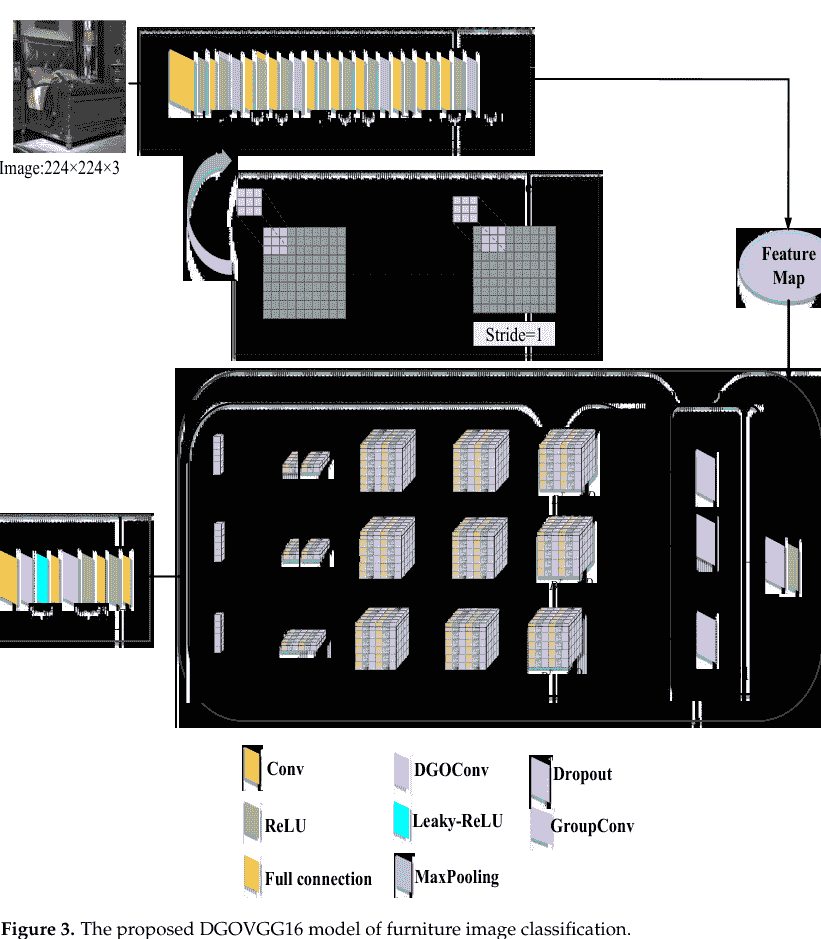 Image:224×224×3
Feature
Map
Stride=1
Conv
DGOConv
Dropout
ReLU
Leaky-ReLU
GroupConv
Full connection
MaxPooling
Figure 3. The proposed DGOVGG16 model of furniture image classification.